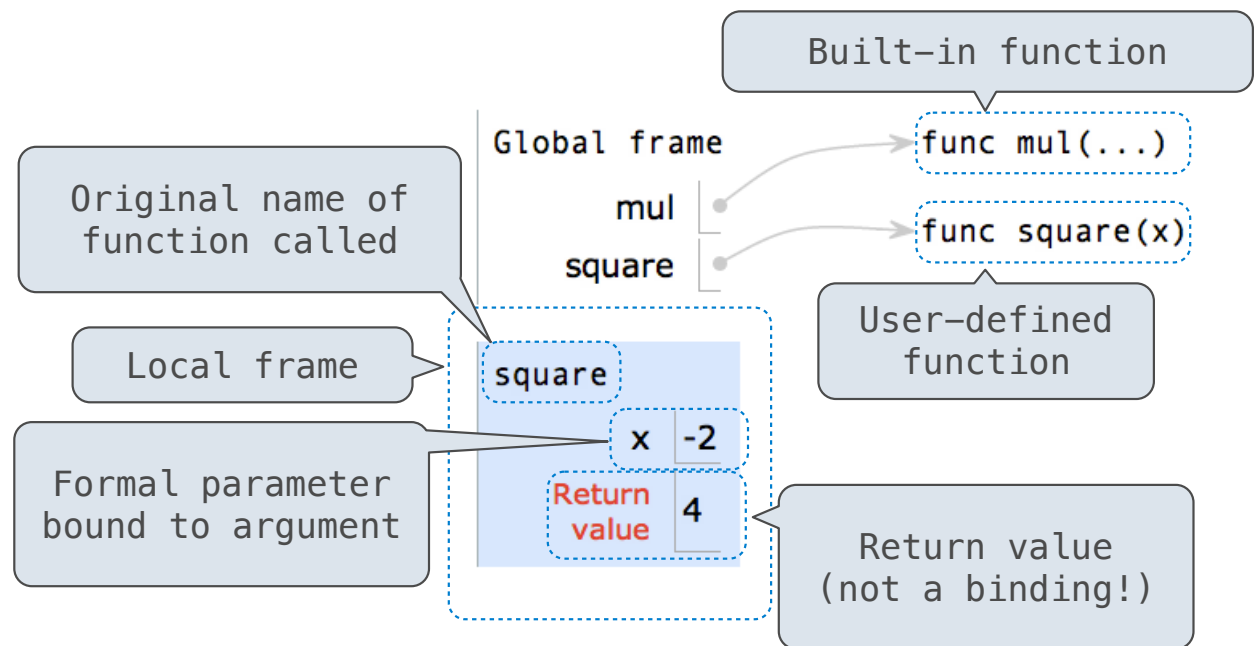 Built-in function
Global frame
func mul(...)
Original name of
function called
mul
square
func square(x)
User-defined
function
Local frame
square
x -2
Formal parameter
bound to argument
Return
value
4
Return value
(not a binding!)